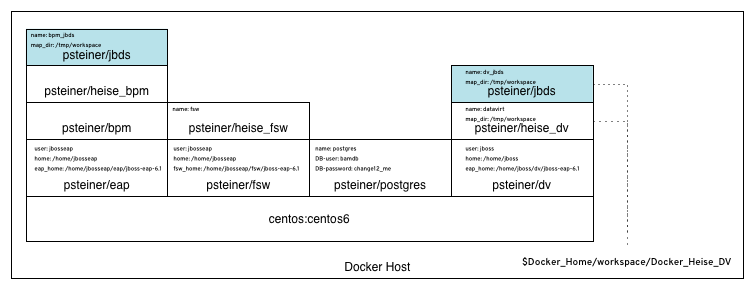 name: bpm_jbds
map_dir: /tmp/workspace
psteiner/jbds
psteiner/heise_bpm
psteiner/bpm
user: jbosseap
home: /home/jbosseap
eap_home: /home/jbosseap/eap/jboss-eap-6.1
psteiner/eap
name: fsw
psteiner/heise_fsw
user: jbosseap
home: /home/jbosseap
fsw_home: /home/jbosseap/fsw/jboss-eap-6.1
psteiner/fsw
name: postgres
DB-user: bamdb
DB-password: change12_me
psteiner/postgres
name: dv_jbds
map_dir: /tmp/workspace
psteiner/jbds
name: datavirt
map_dir: /tmp/workspace
psteiner/heise_dv
user: jboss
home: /home/jboss
eap_home: /home/jboss/dv/jboss-eap-6.1
psteiner/dv
centos:centos6
Docker Host
$Docker_Home/workspace/Docker_Heise_DV